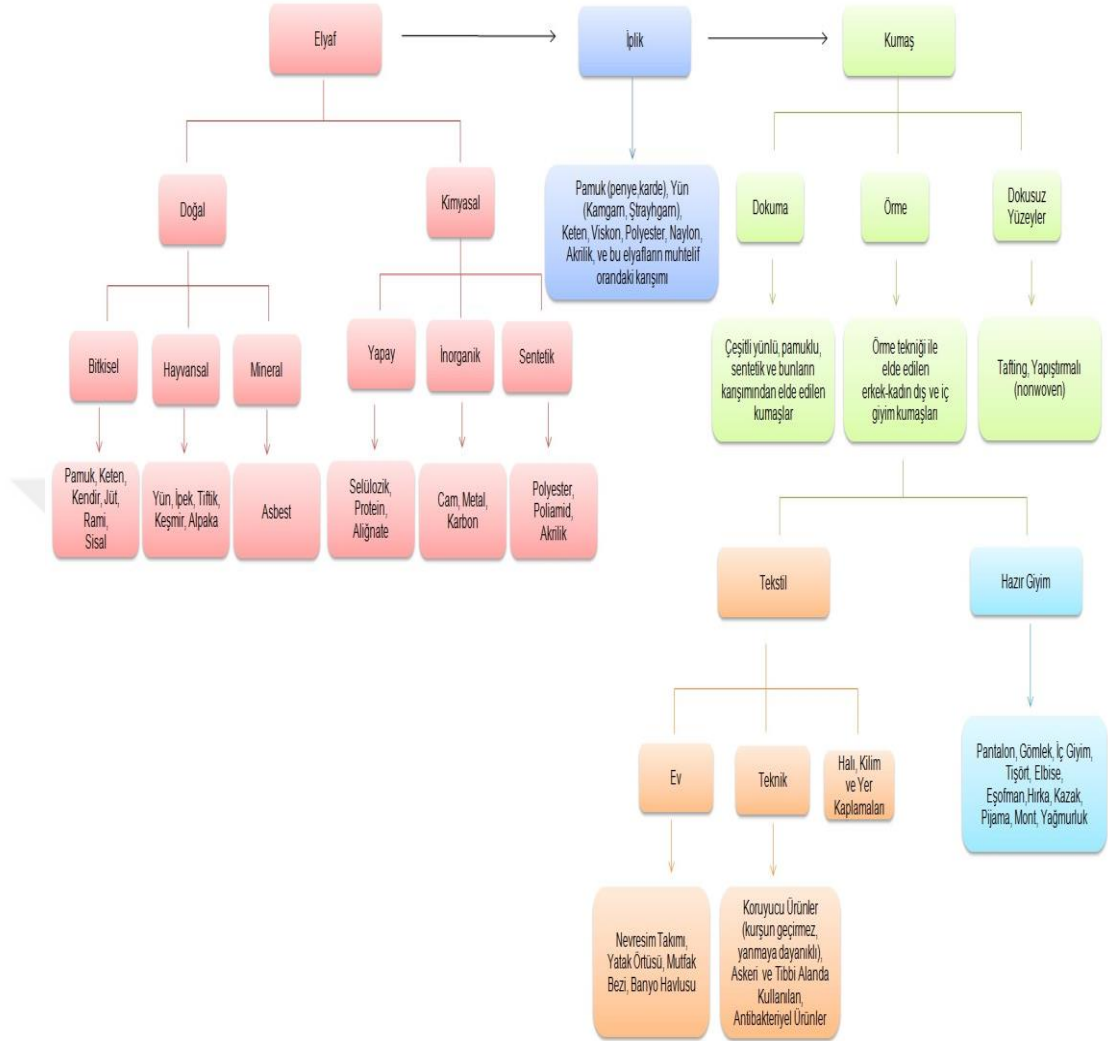 Elyaf
İplik
Kumaş
Doğal
Kimyasal
Pamuk (penye,karde), Yün
(Kamgarn, Ştrayhgarn),
Keten, Viskon, Polyester, Naylon,
Akrilik, ve bu elyafların muhtelif
orandaki karışımı
Dokuma
Örme
Dokusuz
Yüzeyler
Bitkisel
Hayvansal
Mineral
Yapay
İnorganik
Sentetik
Çeşitli yünlü, pamuklu,
sentetik ve bunların
karışımından elde edilen
kumaşlar
Örme tekniği ile
elde edilen
erkek-kadın dış ve iç
giyim kumaşları
Tafting, Yapıştırmalı
(nonwoven)
Pamuk, Keten,
Kendir, Jüt,
Rami,
Sisal
Yün, İpek, Tiftik,
Keşmir, Alpaka
Asbest
Selülozik,
Protein,
Aliğnate
Cam, Metal,
Karbon
Polyester,
Poliamid,
Akrilik
Tekstil
Hazır Giyim
Ev
Teknik
Halı, Kilim
ve Yer
Kaplamaları
Pantalon, Gömlek, İç Giyim,
Tişört, Elbise,
Eşofman,Hırka, Kazak,
Pijama, Mont, Yağmurluk
Nevresim Takımı,
Yatak Örtüsü, Mutfak
Bezi, Banyo Havlusu
Koruyucu Ürünler
(kurşun geçirmez,
yanmaya dayanıklı),
Askeri ve Tıbbi Alanda
Kullanılan,
Antibakteriyel Ürünler